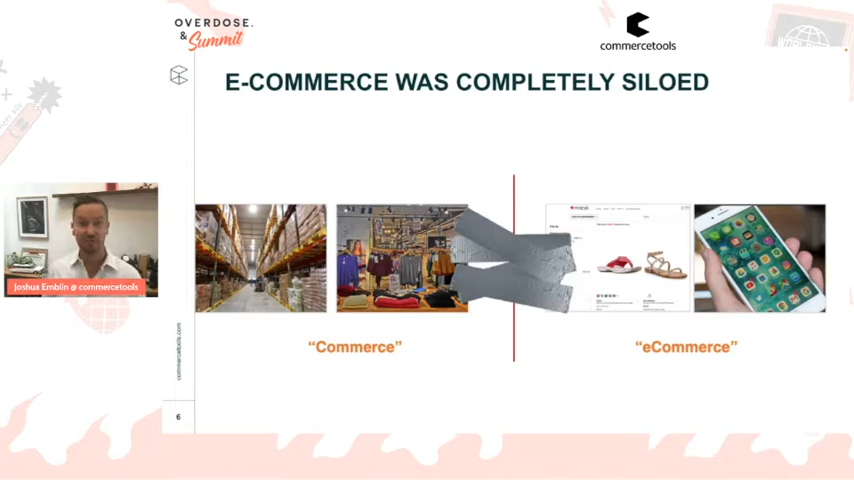 OVERDOSE.
& Summit
commercetools
E-COMMERCE WAS COMPLETELY SILOED
Joshua Emblin @ commercetools
“Commerce”
“eCommerce”
commercetools.com
6